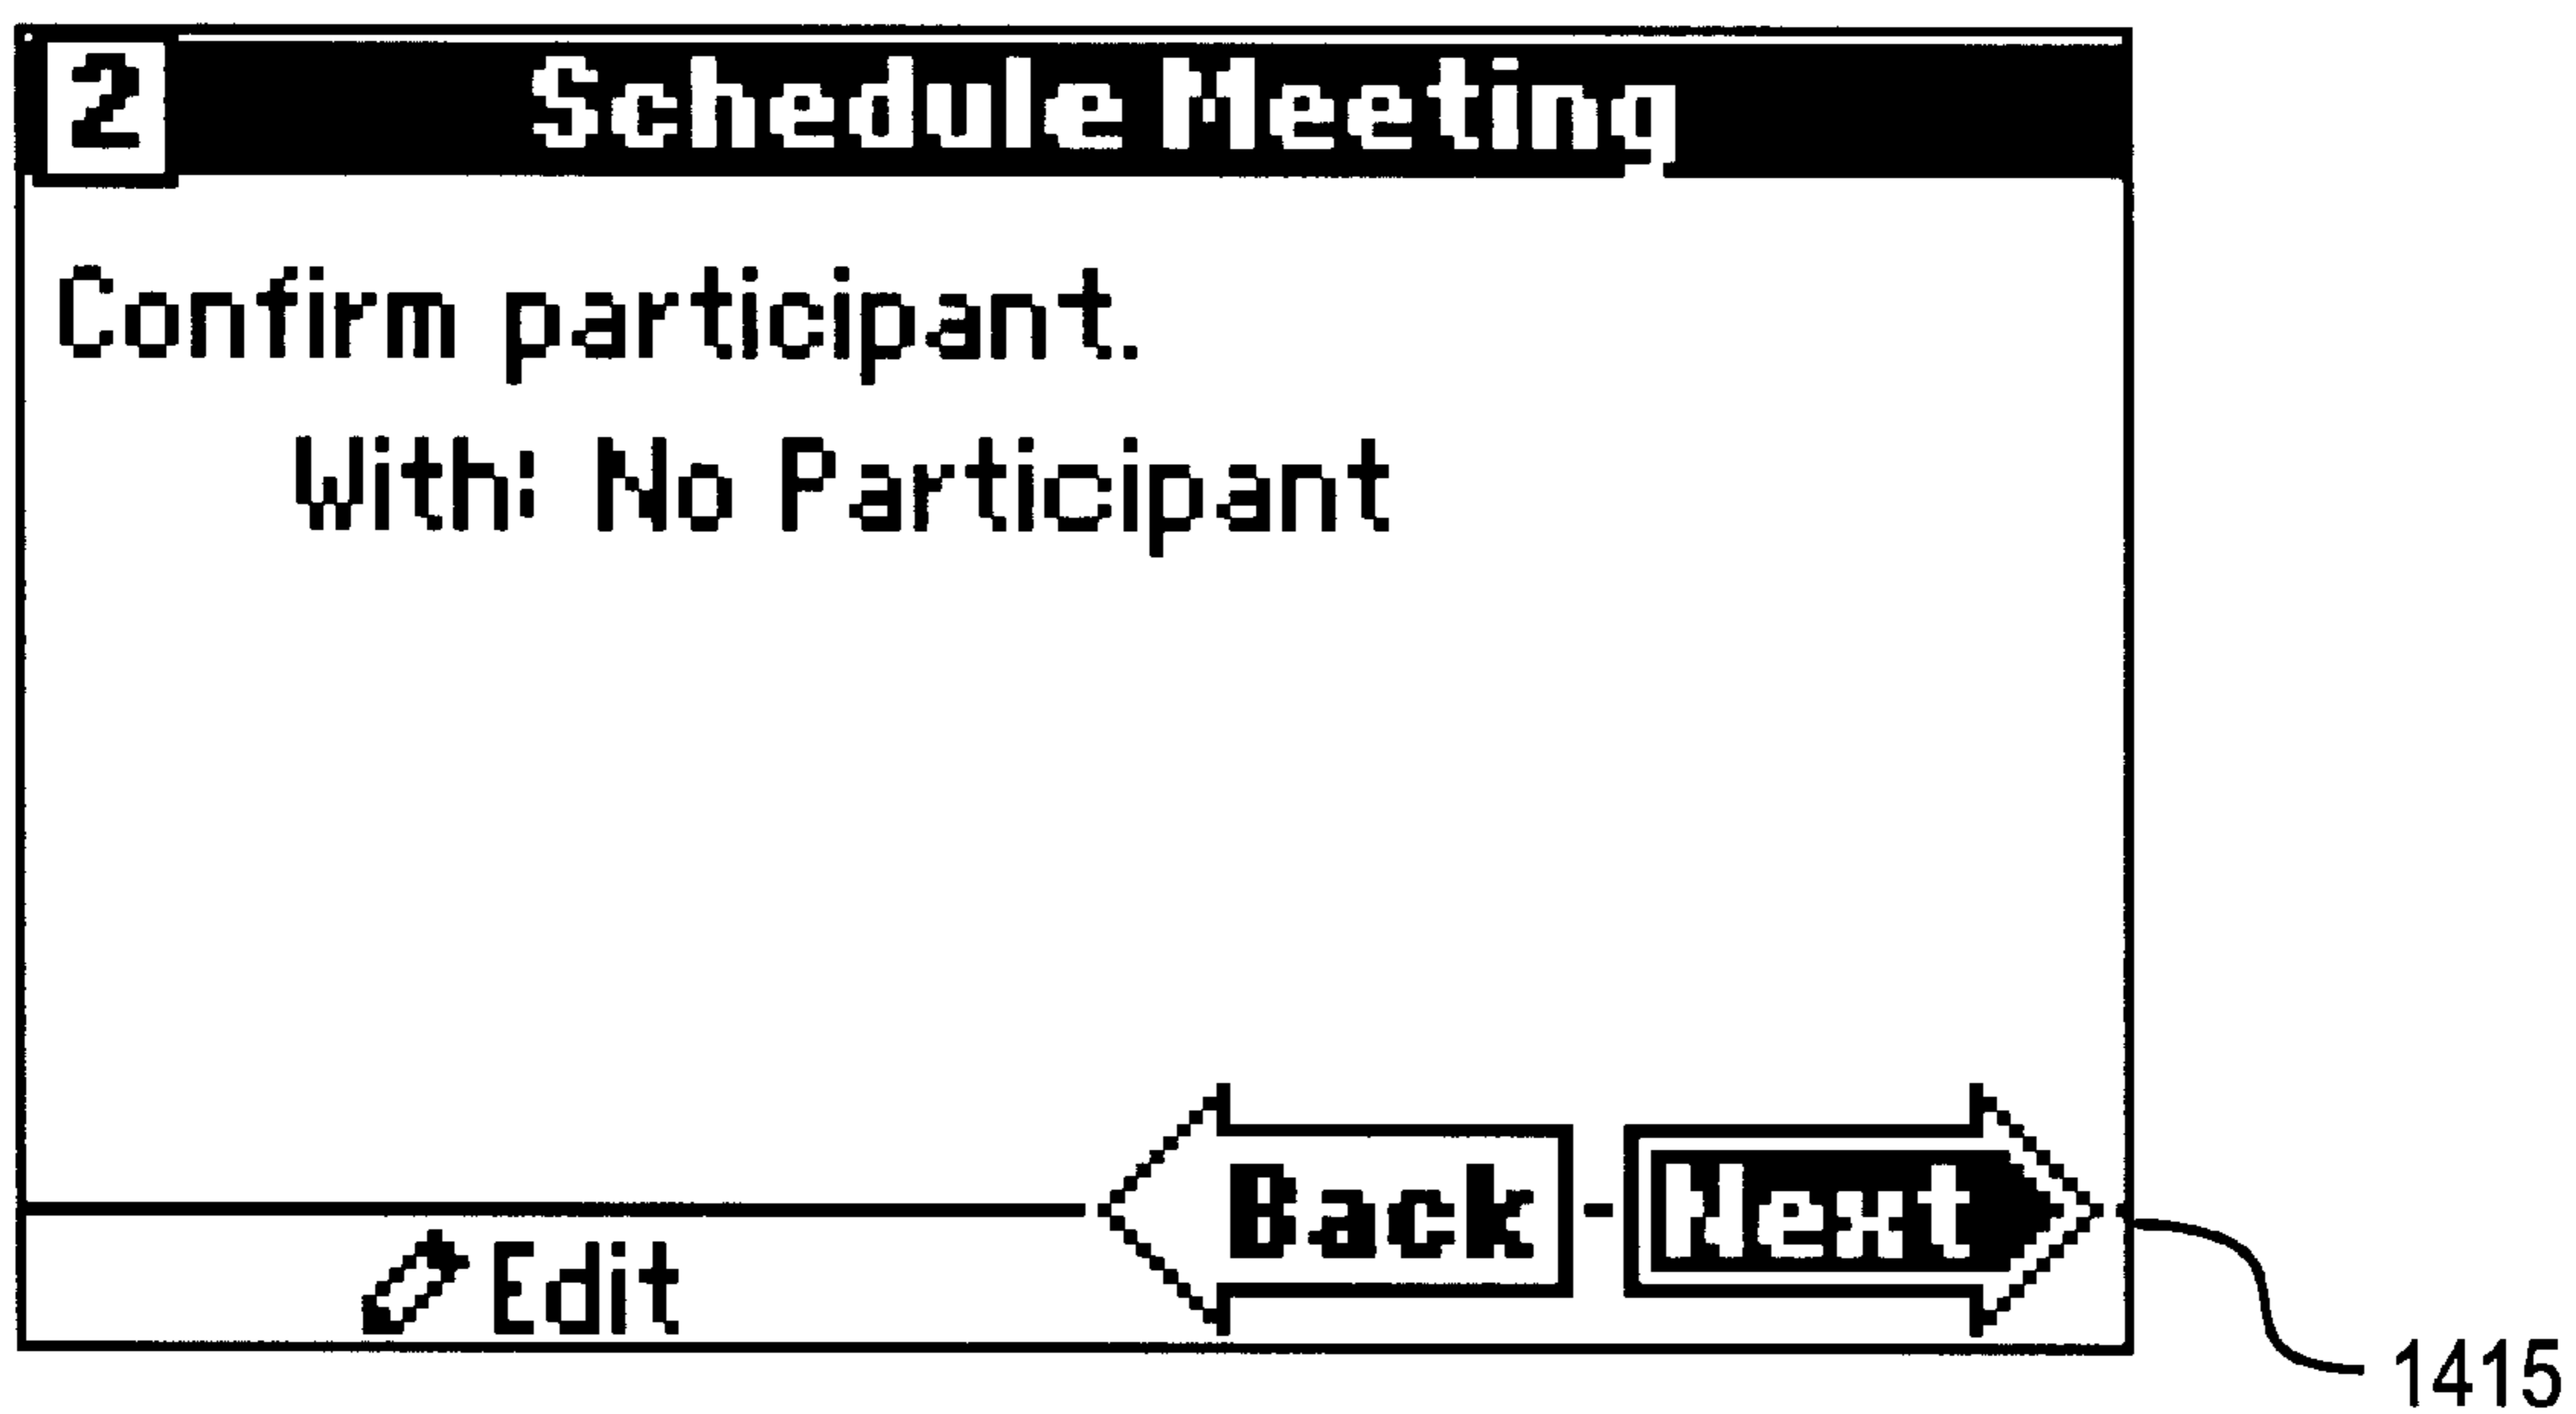 2 Schedule Meeting
Confirm participant.
With: No Participant
Edit Back Next
1415